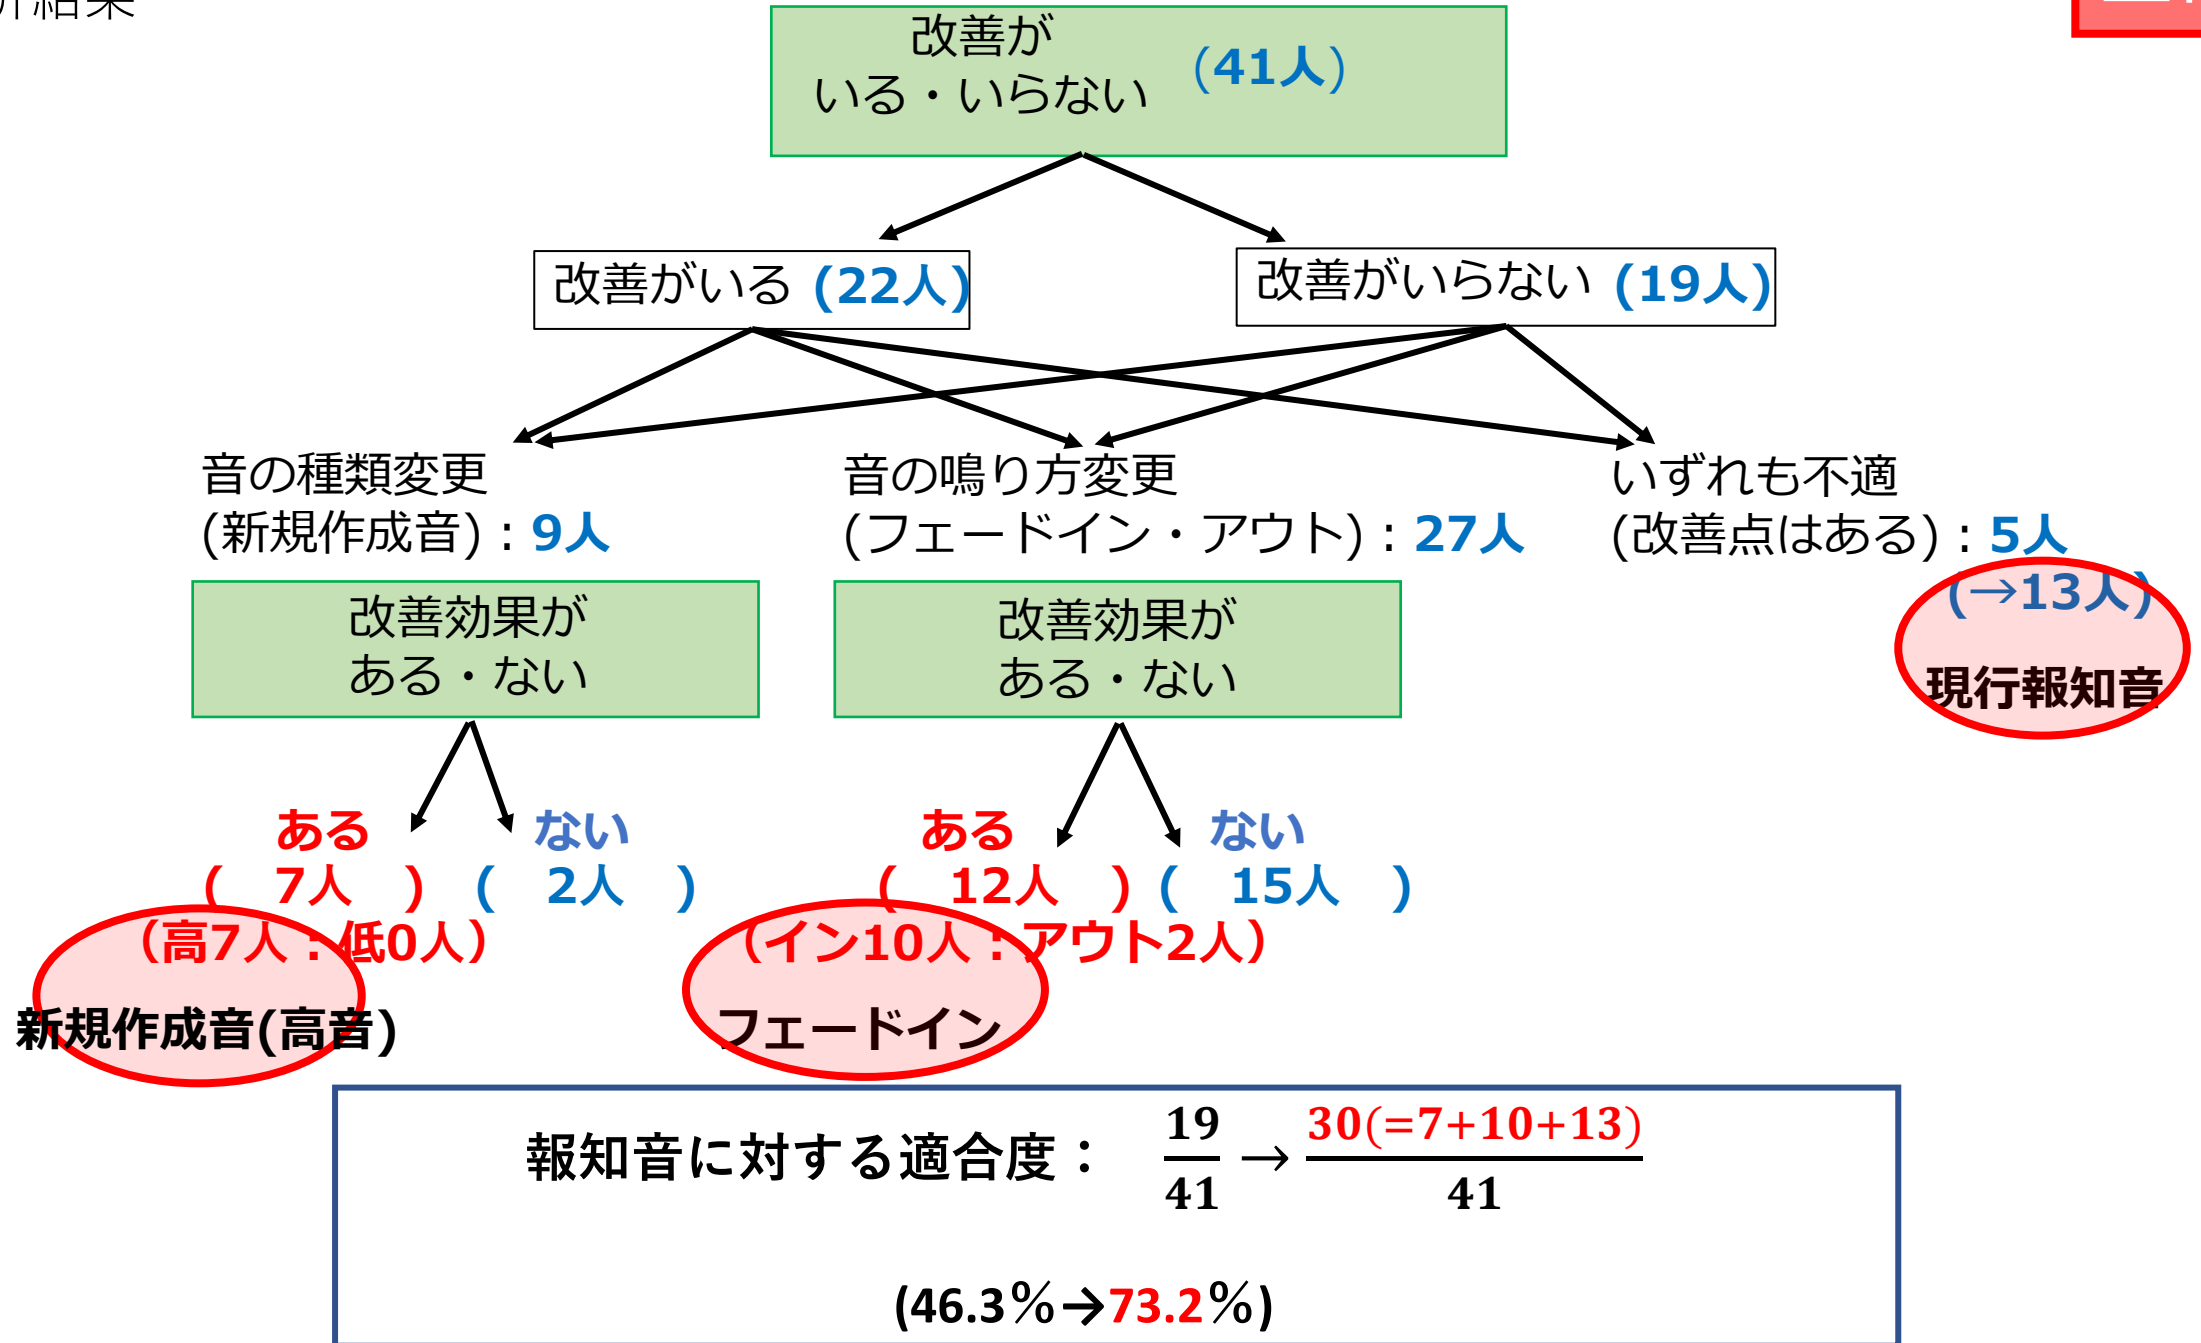 結果
改善が
いる・いらない （41人）
改善がいる (22人)
改善がいらない (19人)
音の種類変更
(新規作成音)：9人
音の鳴り方変更
(フェードイン・アウト)：27人
いずれも不適
(改善点はある)：5人
(→13人)
現行報知音
改善効果が
ある・ない
改善効果が
ある・ない
ある ない
( 7人 ) ( 2人 )
（高7人：低0人）
新規作成音(高音)
ある ない
( 12人 ) ( 15人 )
（イン10人：アウト2人）
フェードイン
報知音に対する適合度： 19/41 → 30(=7+10+13)/41
(46.3％→73.2％)